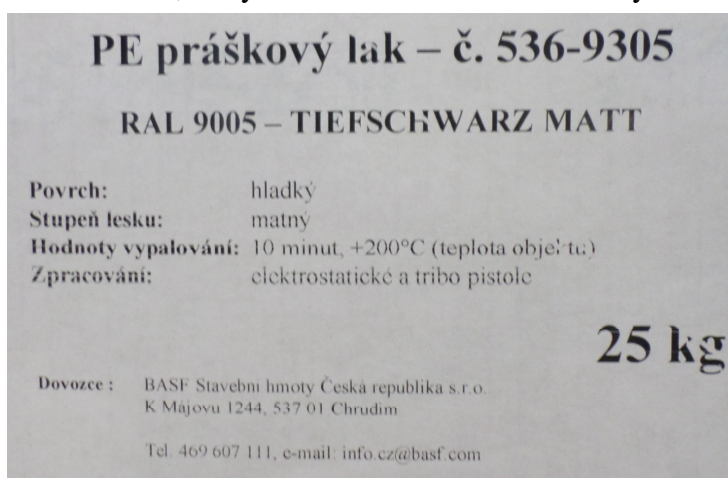 PE práškový lak – č. 536-9305
RAL 9005 – TIEFSCHWARZ MATT
Povrch: hladký
Stupeň lesku: matný
Hodnoty vypalování: 10 minut, +200°C (teplota objektu)
Zpracování: elektrostatické a tribo pistole
25 kg
Dovozce : BASF Stavební hmoty Česká republika s.r.o.
K Májovu 1244, 537 01 Chrudim
Tel. 469 607 111, e-mail: info.cz@basf.com